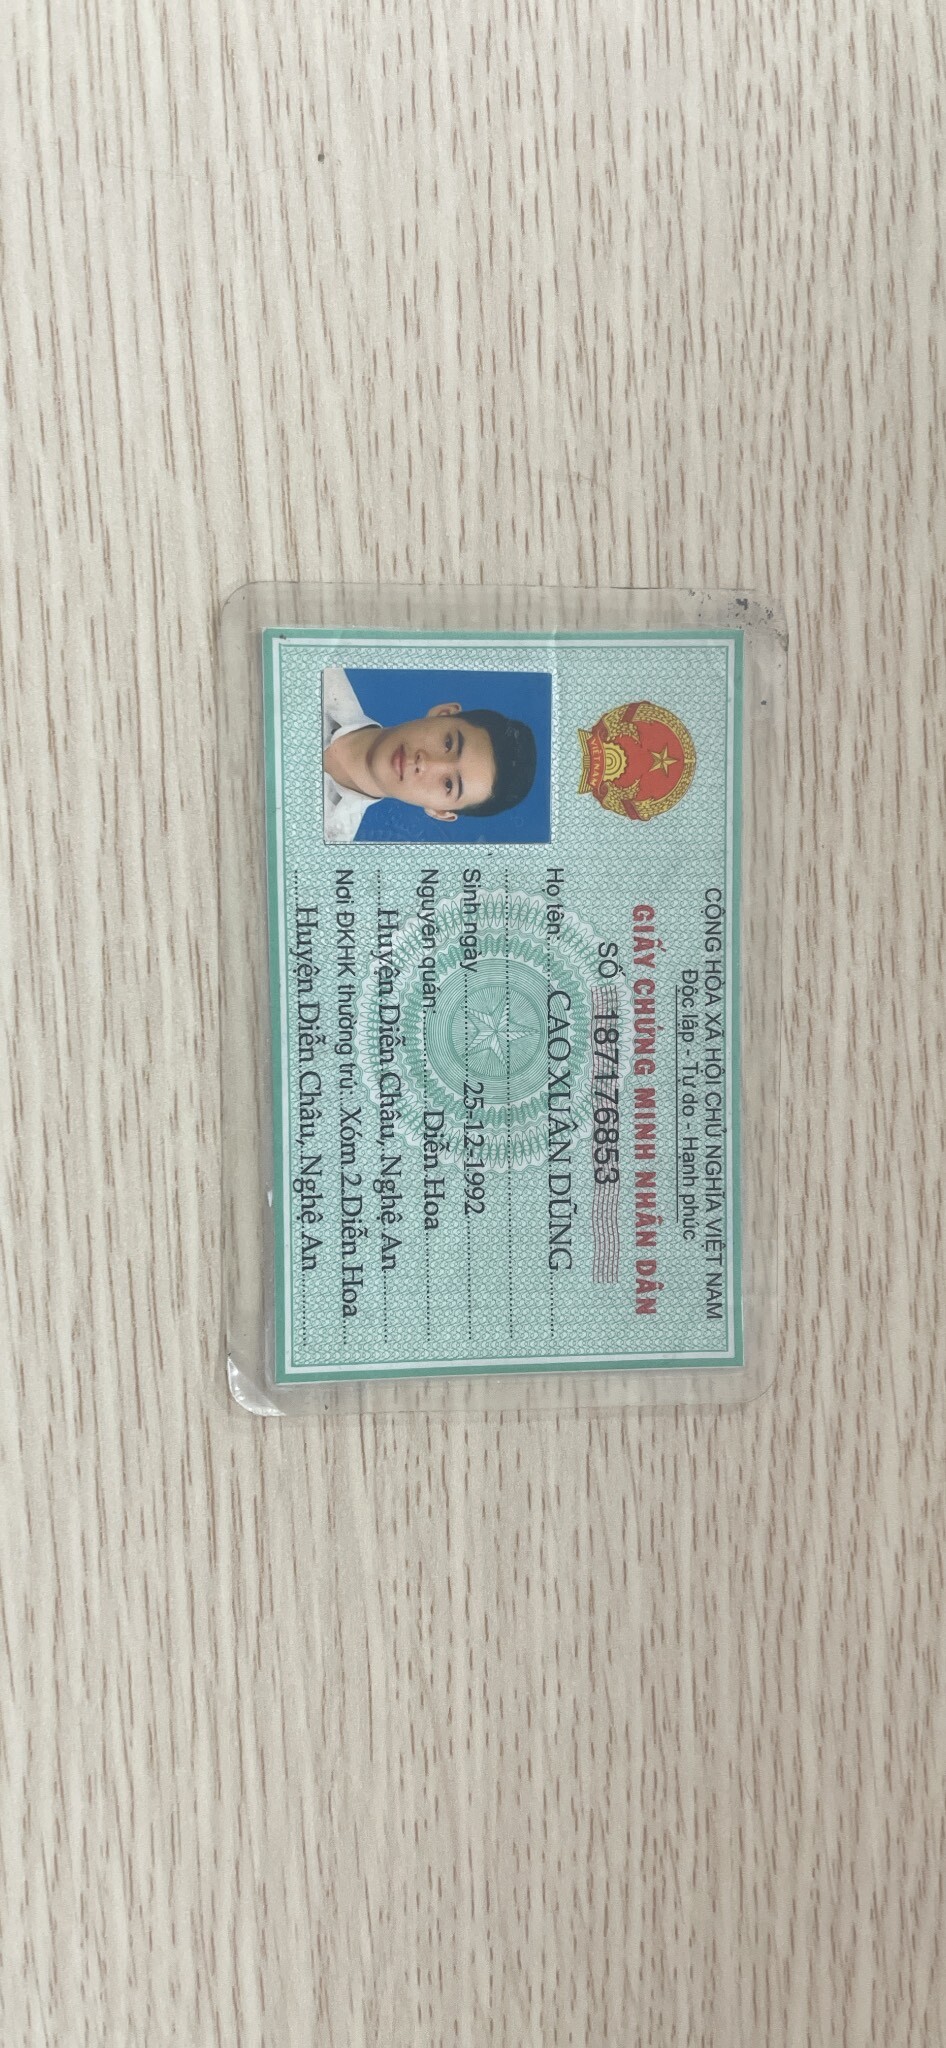 CỘNG HÒA XÃ HỘI CHỦ NGHĨA VIỆT NAM
Độc lập - Tự do - Hạnh phúc
GIẤY CHỨNG MINH NHÂN DÂN
SỐ 187176853
Họ tên CAO XUÂN DŨNG
Sinh ngày 25-12-1992
Nguyên quán: Diễn Hoa
Huyện Diễn Châu, Nghệ An
Nơi ĐKHK thường trú: Xóm 2 Diễn Hoa
Huyện Diễn Châu, Nghệ An
VIỆT NAM